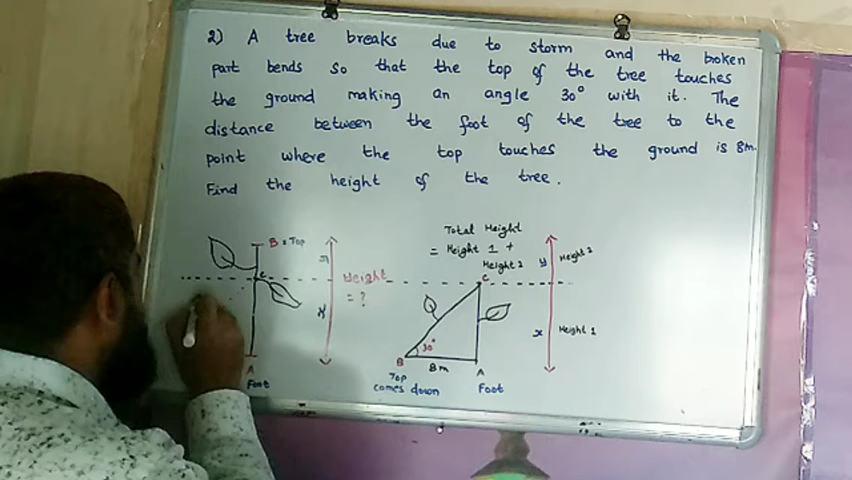 2) A tree breaks due to storm and the broken
part bends so that the top of the tree touches
the ground making an angle 30° with it. The
distance between the foot of the tree to the
point where the top touches the ground is 8m.
Find the height of the tree.
B = Top
C
Height
= ?
x
A
Foot
Total Height
= Height 1 +
Height 2
C
30°
B
8 m
A
Top
comes down
Foot
y
Height 2
x
Height 1